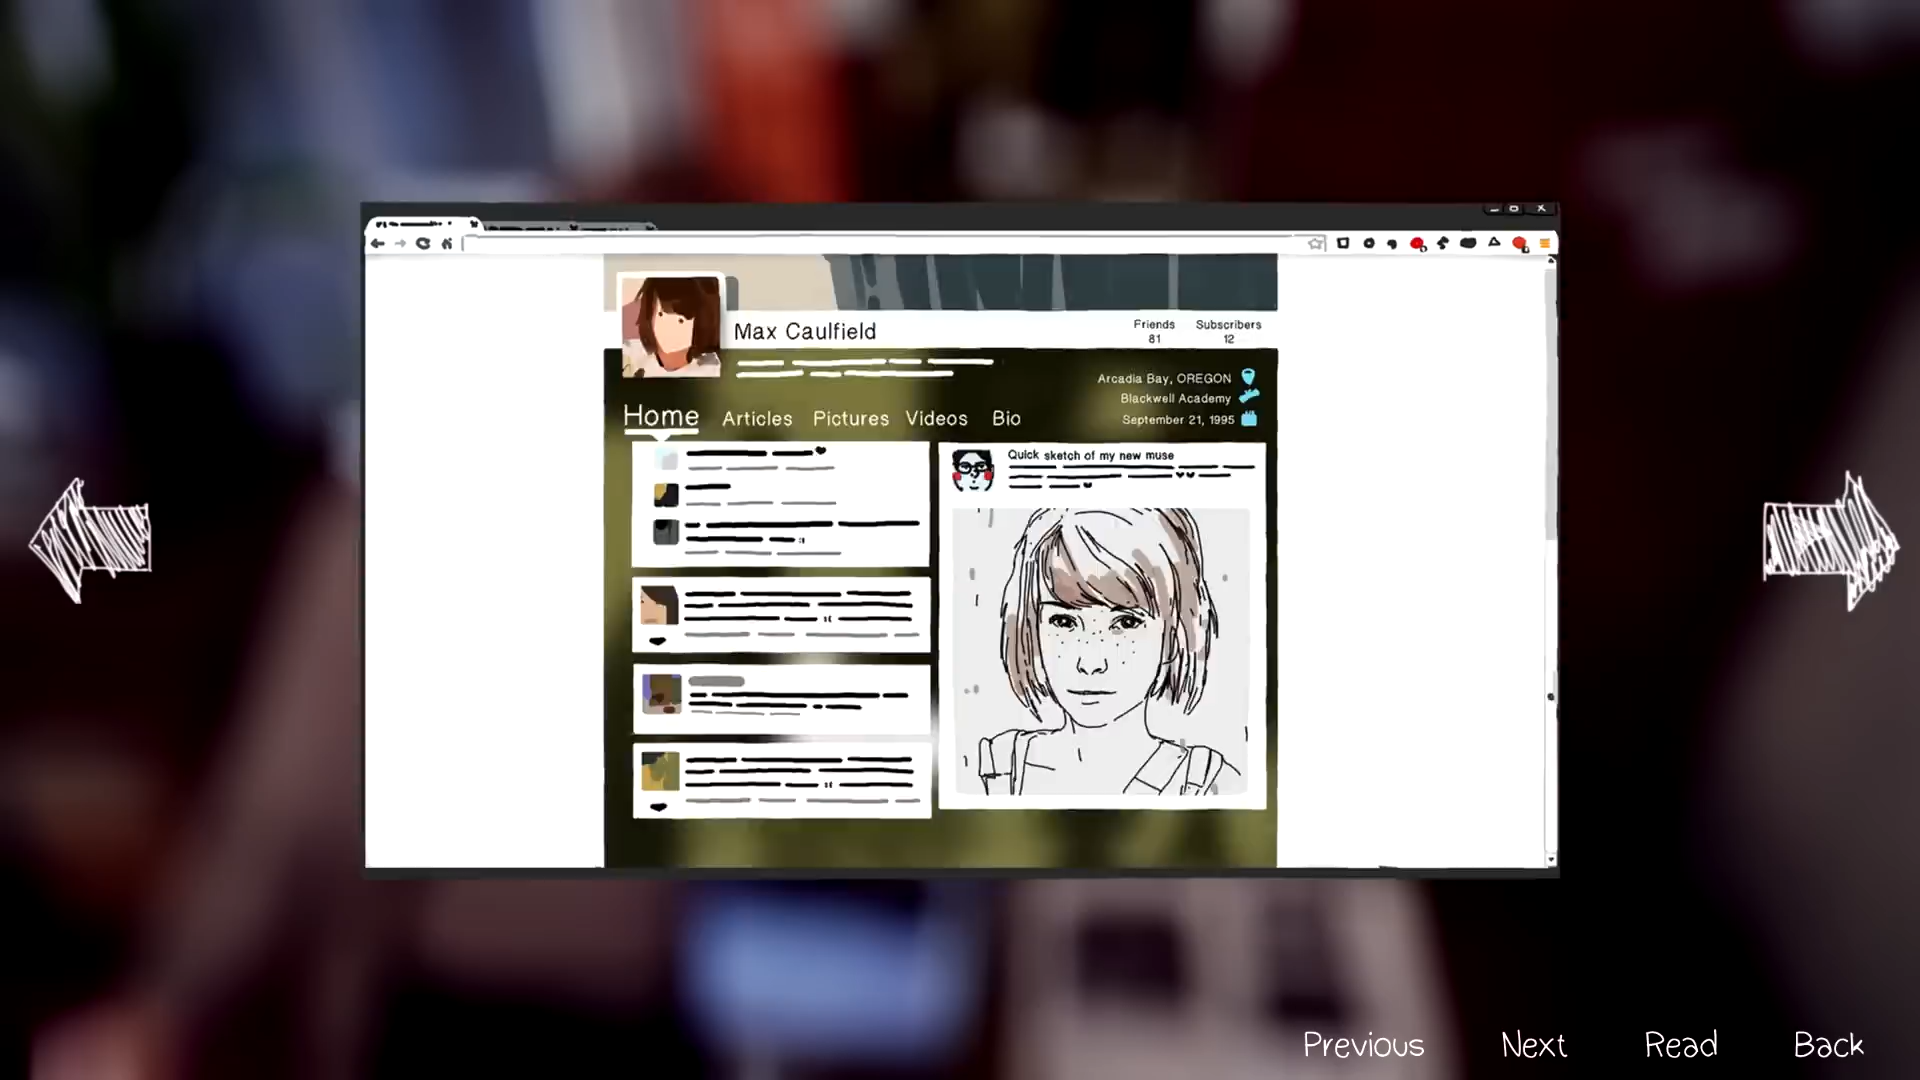 Max Caulfield
Friends
81
Subscribers
12
Arcadia Bay, OREGON
Blackwell Academy
September 21, 1995
Home
Articles
Pictures
Videos
Bio
Quick sketch of my new muse
Previous
Next
Read
Back